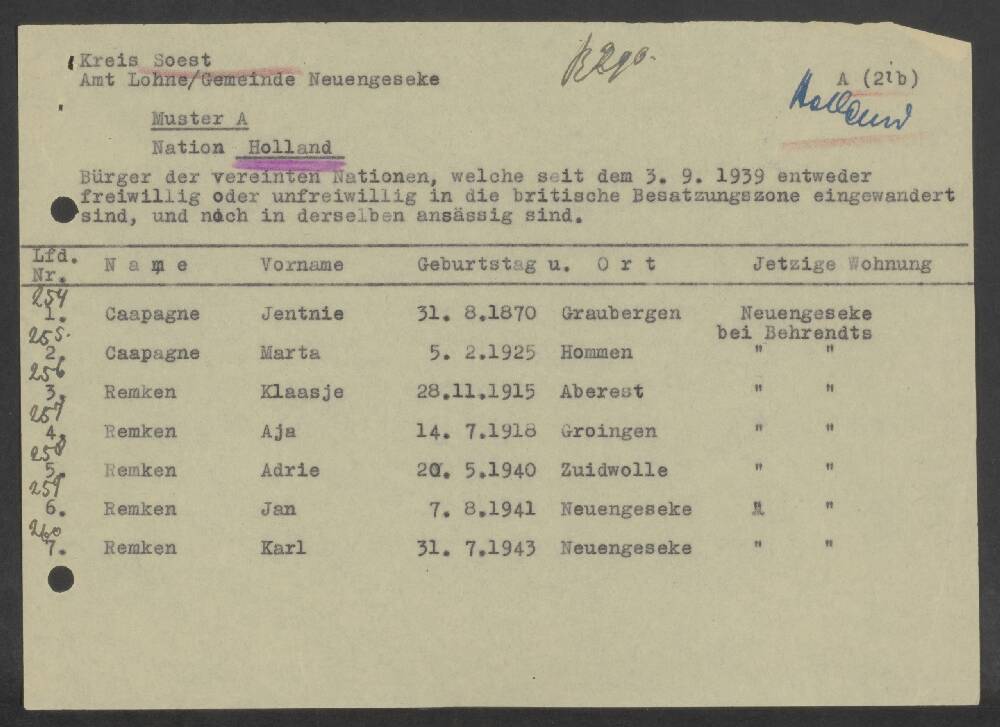 Kreis Soest
Amt Lohne/Gemeinde Neuengeseke
A (2ib)
Holland
Muster A
Nation Holland
Bürger der vereinten Nationen, welche seit dem 3. 9. 1939 entweder
freiwillig oder unfreiwillig in die britische Besatzungszone eingewandert
sind, und noch in derselben ansässig sind.
Lfd. Nr. Name Vorname Geburtstag u. Ort Jetzige Wohnung
254
1. Caapagne Jentnie 31. 8.1870 Graubergen Neuengeseke
bei Behrendts
255.
2. Caapagne Marta 5. 2.1925 Hommen " "
256
3. Remken Klaasje 28.11.1915 Aberest " "
257
4. Remken Aja 14. 7.1918 Groingen " "
258
5. Remken Adrie 20. 5.1940 Zuidwolle " "
259
6. Remken Jan 7. 8.1941 Neuengeseke " "
260
7. Remken Karl 31. 7.1943 Neuengeseke " "